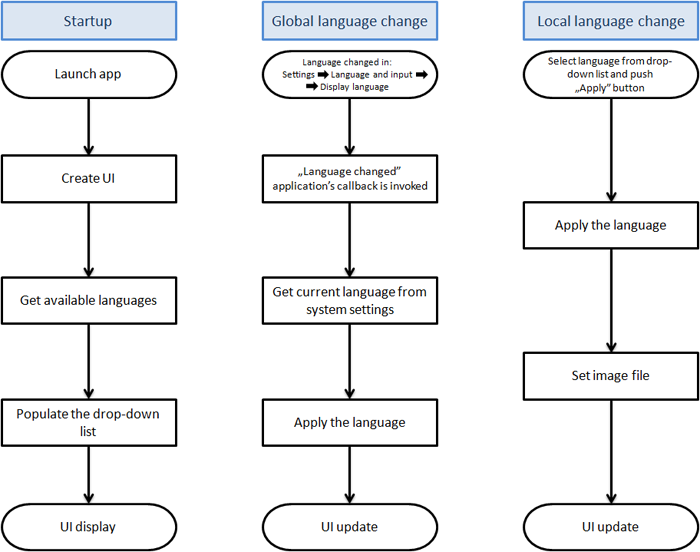 Startup
Launch app
Create UI
Get available languages
Populate the drop-down
list
UI display
Global language change
Language changed in:
Settings ➡ Language and input ➡
➡ Display language
„Language changed”
application’s callback is invoked
Get current language from
system settings
Apply the language
UI update
Local language change
Select language from drop-
down list and push
„Apply” button
Apply the language
Set image file
UI update